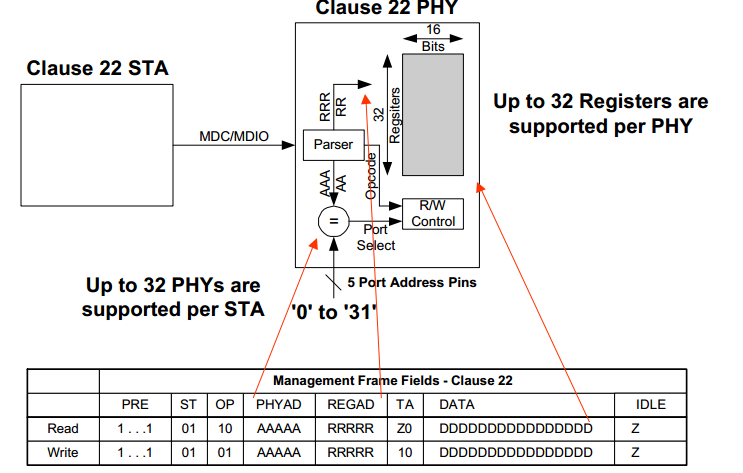 Clause 22 PHY
16
Bits
Clause 22 STA
RRR
RR
32
Regsiters
Up to 32 Registers are
supported per PHY
MDC/MDIO
Parser
AAA
AA
Opcode
R/W
Control
=
Port
Select
Up to 32 PHYs are
supported per STA
5 Port Address Pins
'0' to '31'
Management Frame Fields - Clause 22
PRE ST OP PHYAD REGAD TA DATA IDLE
Read 1 . . .1 01 10 AAAAA RRRRR Z0 DDDDDDDDDDDDDDDD Z
Write 1 . . .1 01 01 AAAAA RRRRR 10 DDDDDDDDDDDDDDDD Z